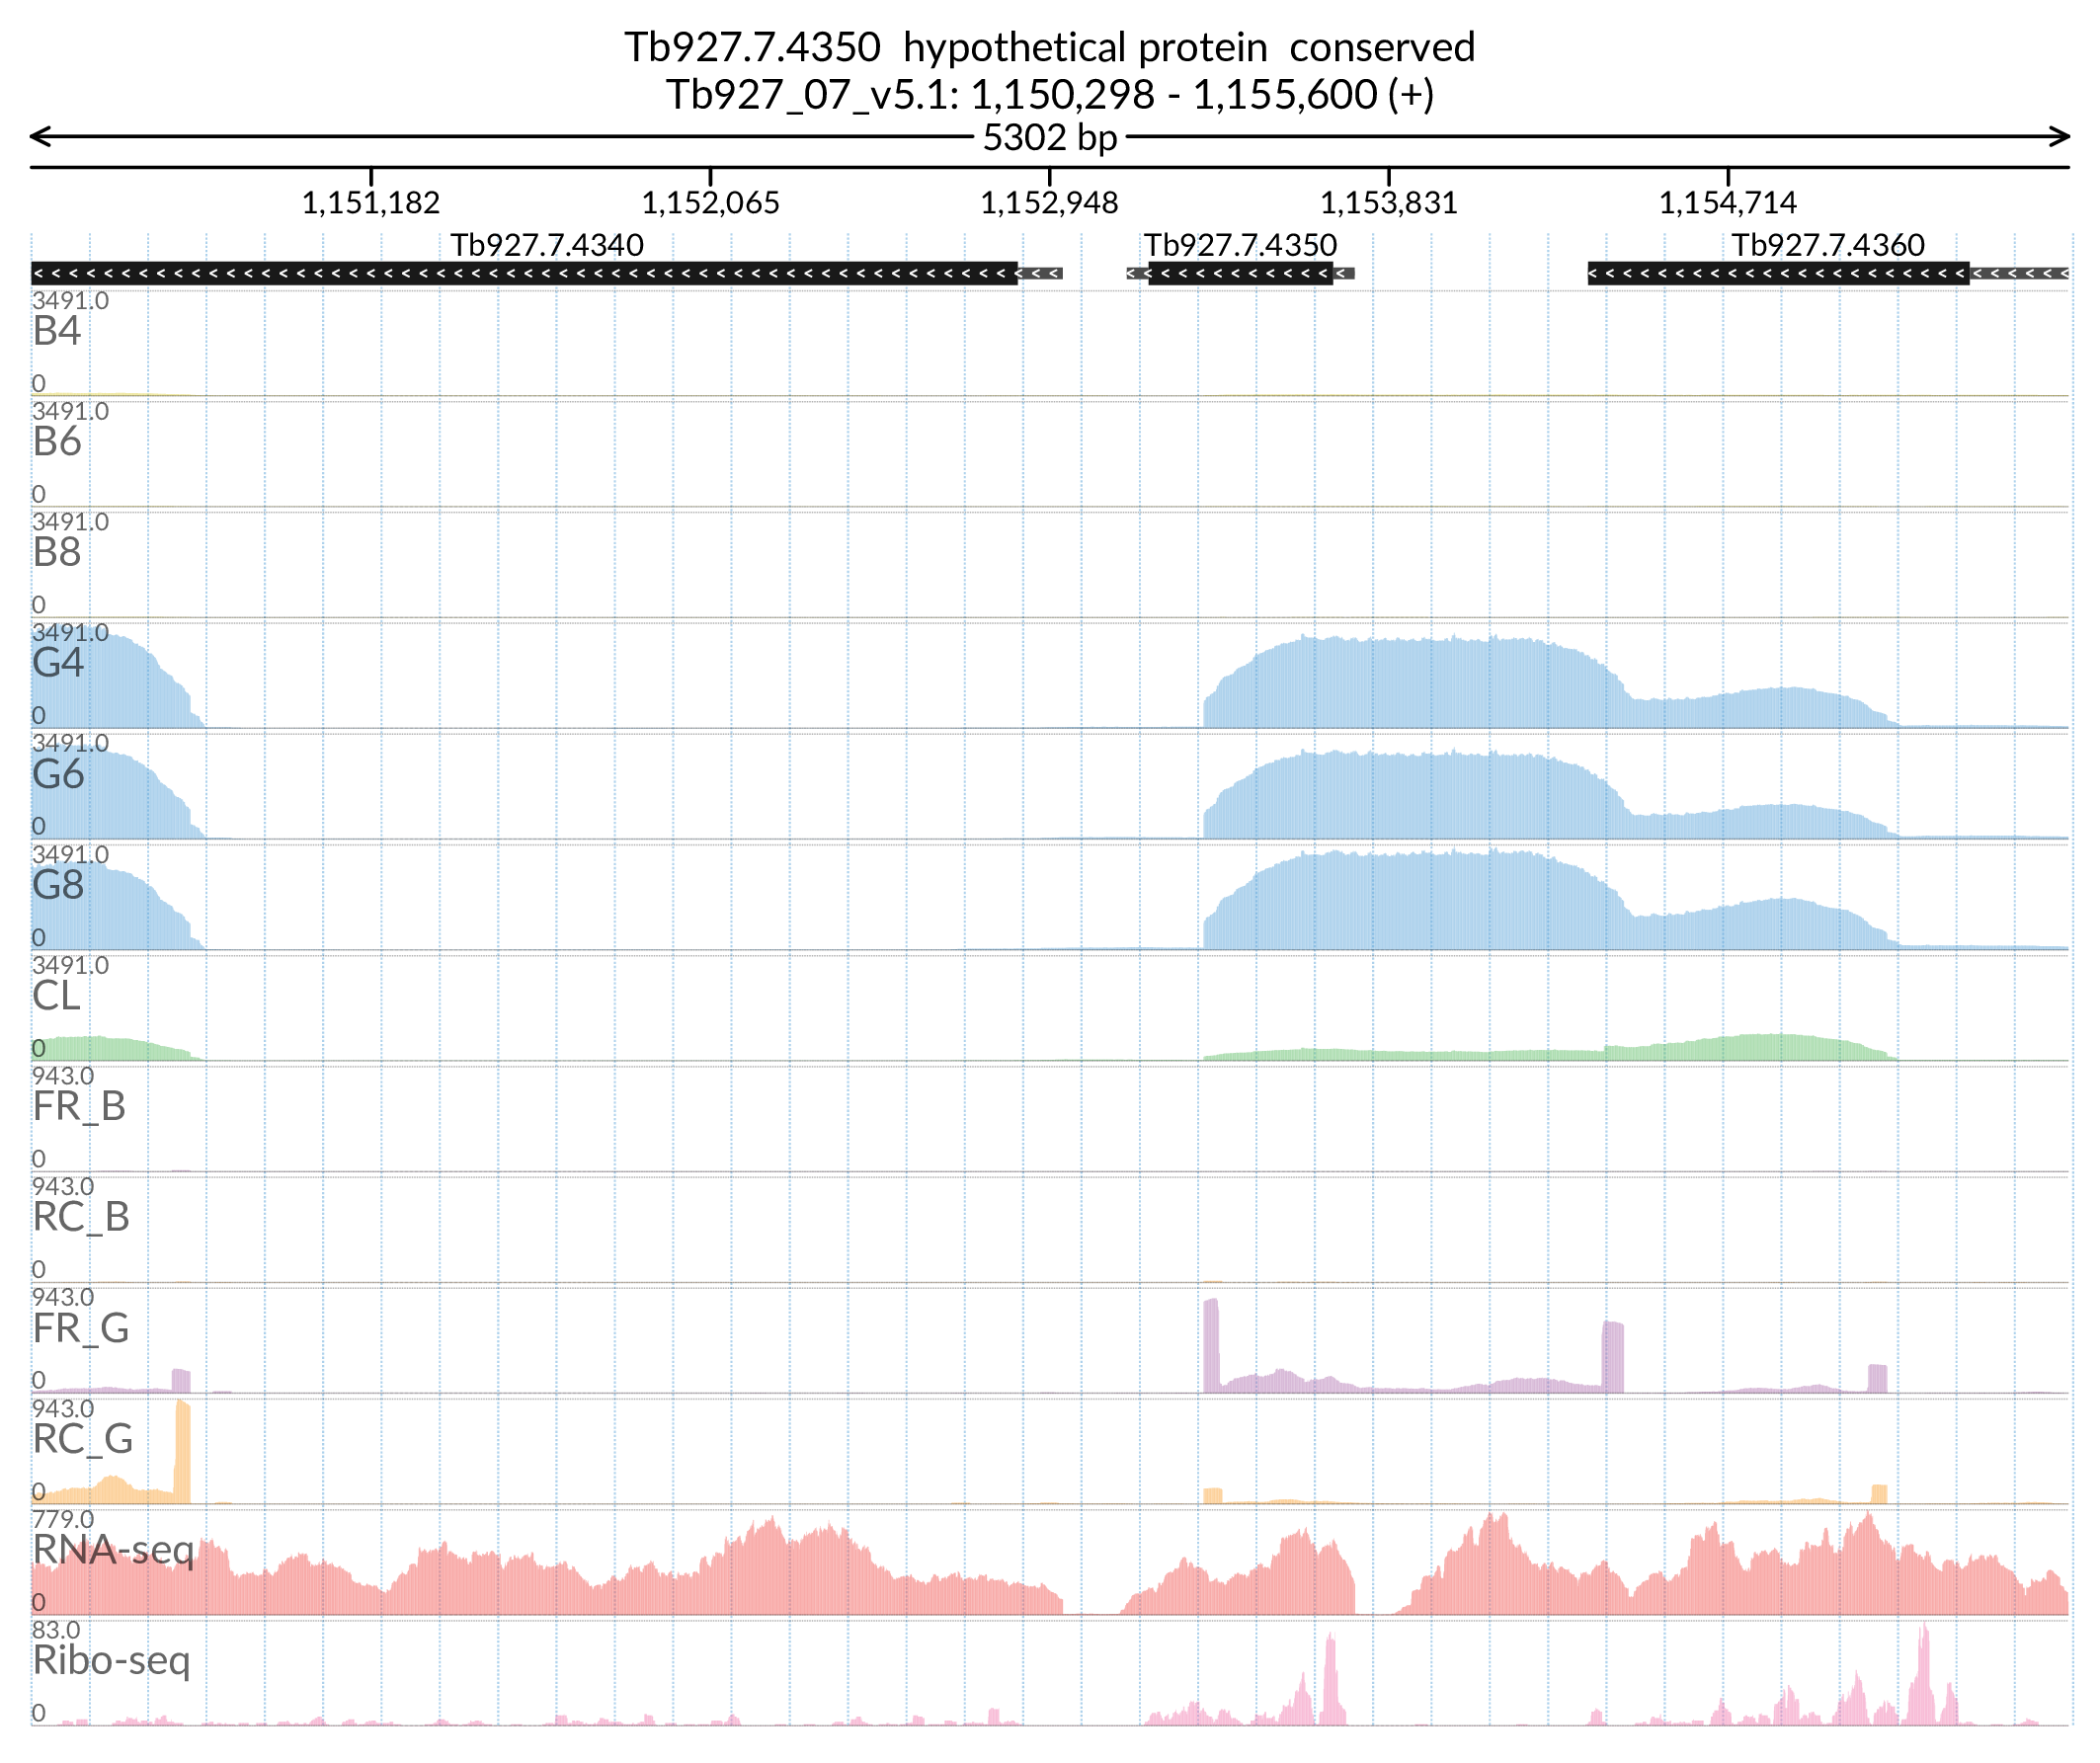 Tb927.7.4350 hypothetical protein conserved
Tb927_07_v5.1: 1,150,298 - 1,155,600 (+)
5302 bp
1,151,182 1,152,065 1,152,948 1,153,831 1,154,714
Tb927.7.4340 Tb927.7.4350 Tb927.7.4360
3491.0
B4
0
3491.0
B6
0
3491.0
B8
0
3491.0
G4
0
3491.0
G6
0
3491.0
G8
0
3491.0
CL
0
943.0
FR_B
0
943.0
RC_B
0
943.0
FR_G
0
943.0
RC_G
0
779.0
RNA-seq
0
83.0
Ribo-seq
0